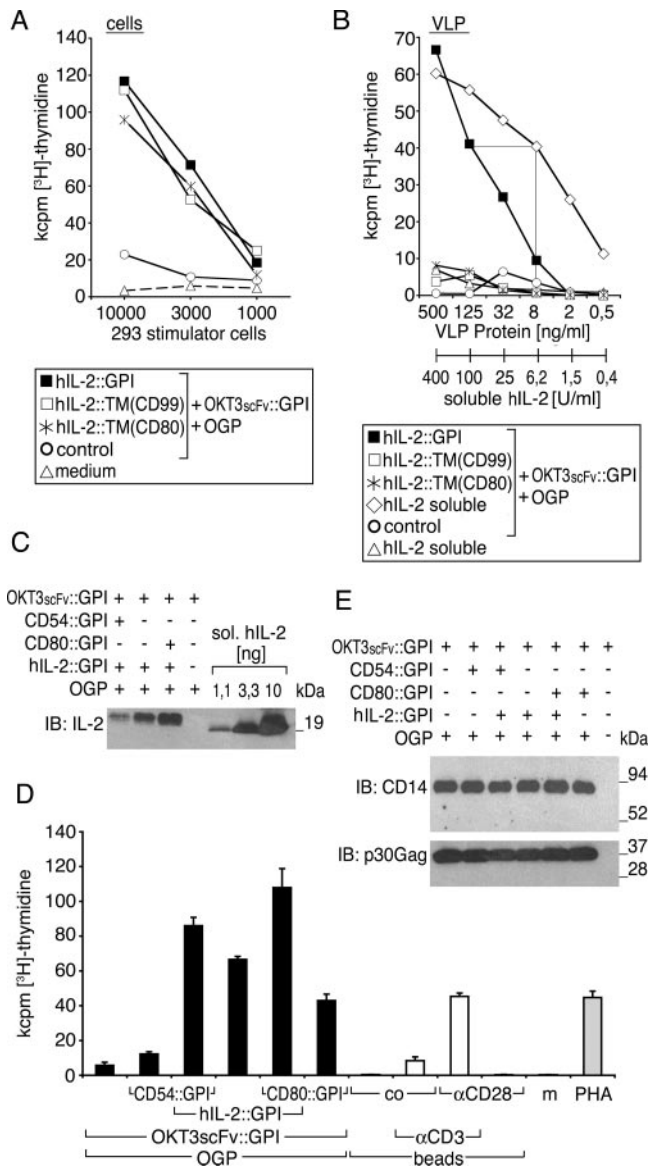 A
cells
kcpm [³H]-thymidine
140
120
100
80
60
40
20
0
10000 3000 1000
293 stimulator cells
hIL-2::GPI
hIL-2::TM(CD99)
hIL-2::TM(CD80)
control
medium
+OKT3scFv::GPI
+OGP
B
VLP
kcpm [³H]-thymidine
70
60
50
40
30
20
10
0
500 125 32 8 2 0,5
VLP Protein [ng/ml]
400 100 25 6,2 1,5 0,4
soluble hIL-2 [U/ml]
hIL-2::GPI
hIL-2::TM(CD99)
hIL-2::TM(CD80)
hIL-2 soluble
control
hIL-2 soluble
+OKT3scFv::GPI
+OGP
C
OKT3scFv::GPI + + + +
CD54::GPI + - - -
CD80::GPI - - + -
hIL-2::GPI + + + -
OGP + + + +
sol. hIL-2
[ng]
1,1 3,3 10 kDa
IB: IL-2
_19
E
OKT3scFv::GPI + + + + + + +
CD54::GPI - + + - - - -
CD80::GPI - - - - + + -
hIL-2::GPI - - + + + - -
OGP + + + + + + -
kDa
IB: CD14
_94
_52
IB: p30Gag
_37
_28
D
kcpm [³H]-thymidine
140
120
100
80
60
40
20
0
CD54::GPI CD80::GPI co αCD28 m PHA
hIL-2::GPI
OKT3scFv::GPI αCD3
OGP beads